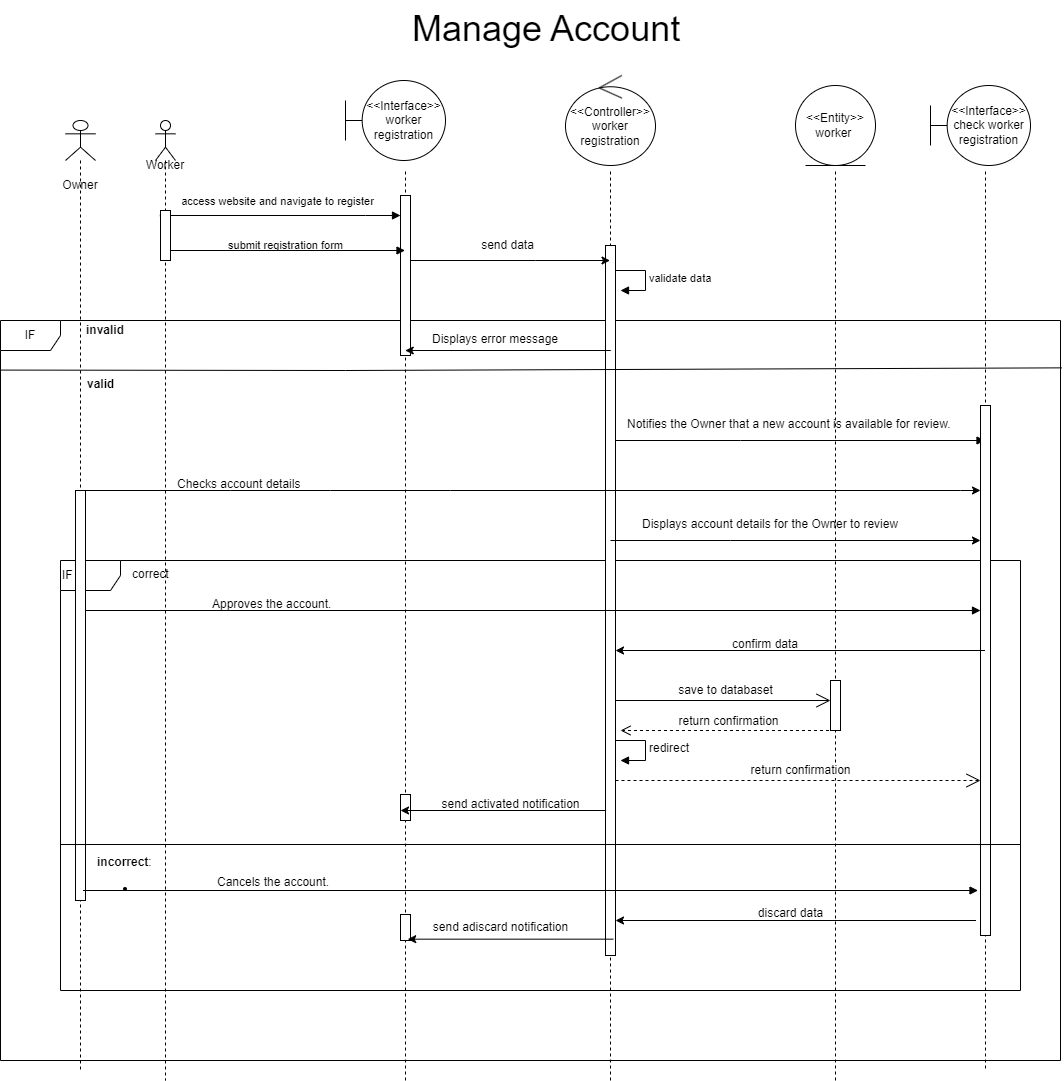 Manage Account
<<Interface>>
worker
registration
<<Controller>>
worker
registration
<<Entity>>
worker
<<Interface>>
check worker
registration
Owner
Worker
access website and navigate to register
submit registration form
send data
validate data
IF
invalid
Displays error message
valid
Notifies the Owner that a new account is available for review.
Checks account details
Displays account details for the Owner to review
IF
correct
Approves the account.
confirm data
save to databaset
return confirmation
redirect
return confirmation
send activated notification
incorrect:
Cancels the account.
discard data
send adiscard notification